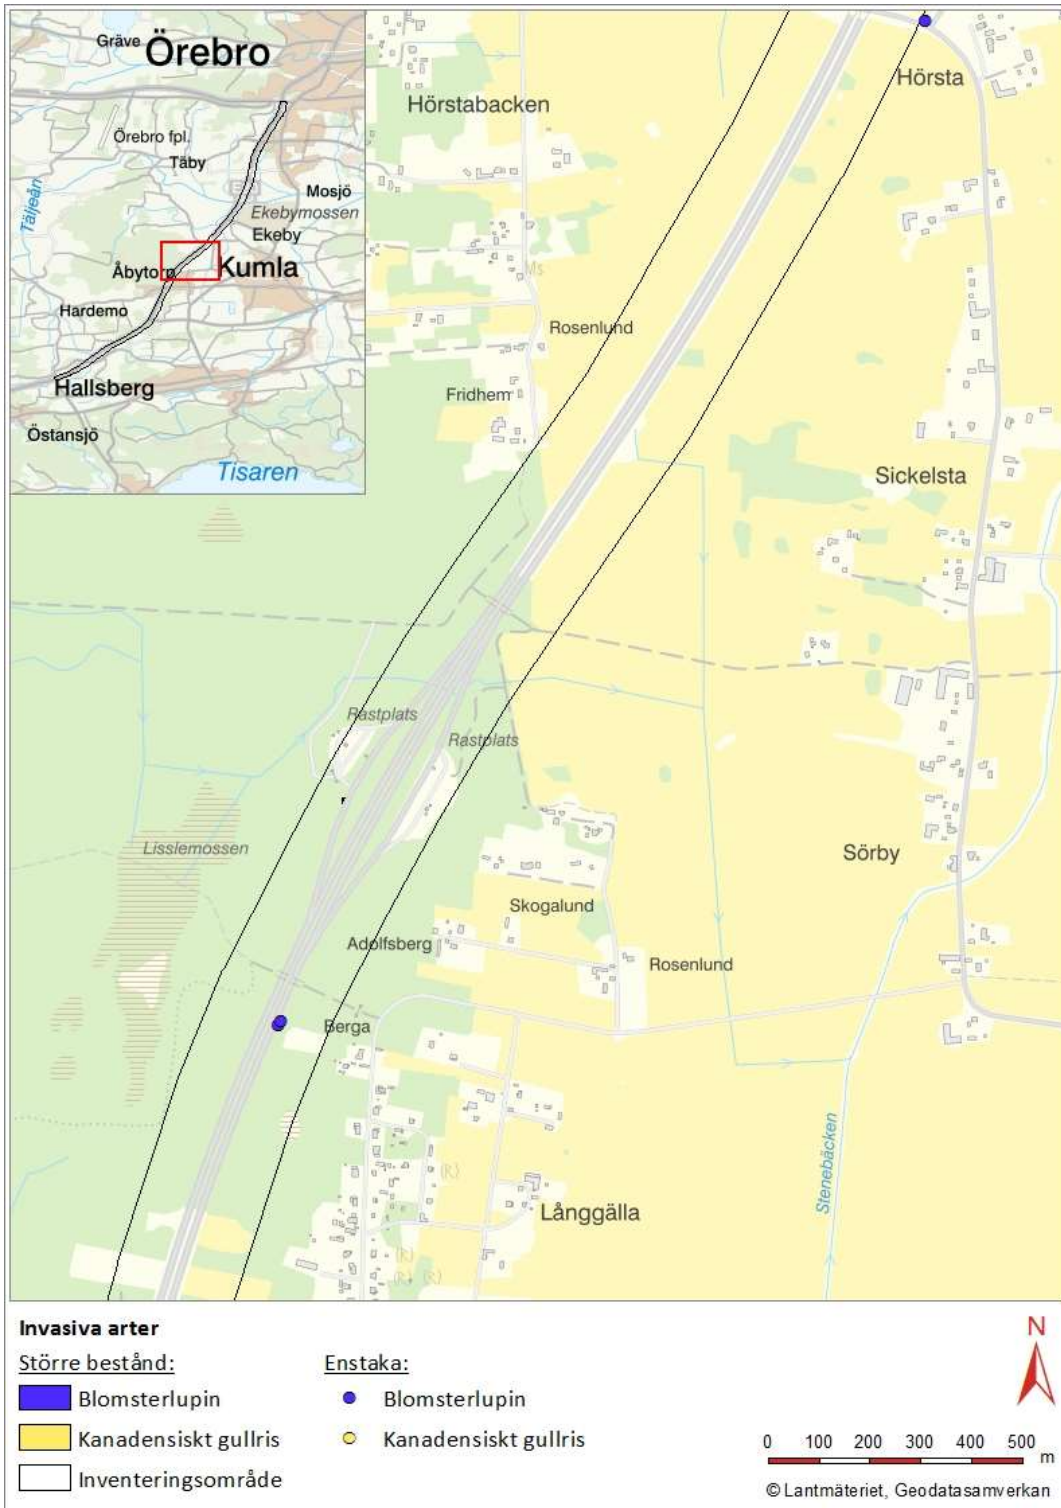 Gräve
Örebro
Örebro fpl.
Täby
Täljeån
Mosjö
Ekebymossen
Ekeby
Åbytorp
Kumla
Hardemo
Hallsberg
Östansjö
Tisaren
Hörsta
Hörstabacken
Ms
Rosenlund
Fridhem
Sickelsta
Rastplats
Rastplats
Lisslemossen
Sörby
Skogalund
Adolfsberg
Rosenlund
Berga
Stenebäcken
(R)
Långgälla
(R)
(R) (R)
Invasiva arter
Större bestånd:
Blomsterlupin
Kanadensiskt gullris
Inventeringsområde
Enstaka:
Blomsterlupin
Kanadensiskt gullris
N
0 100 200 300 400 500
m
© Lantmäteriet, Geodatasamverkan